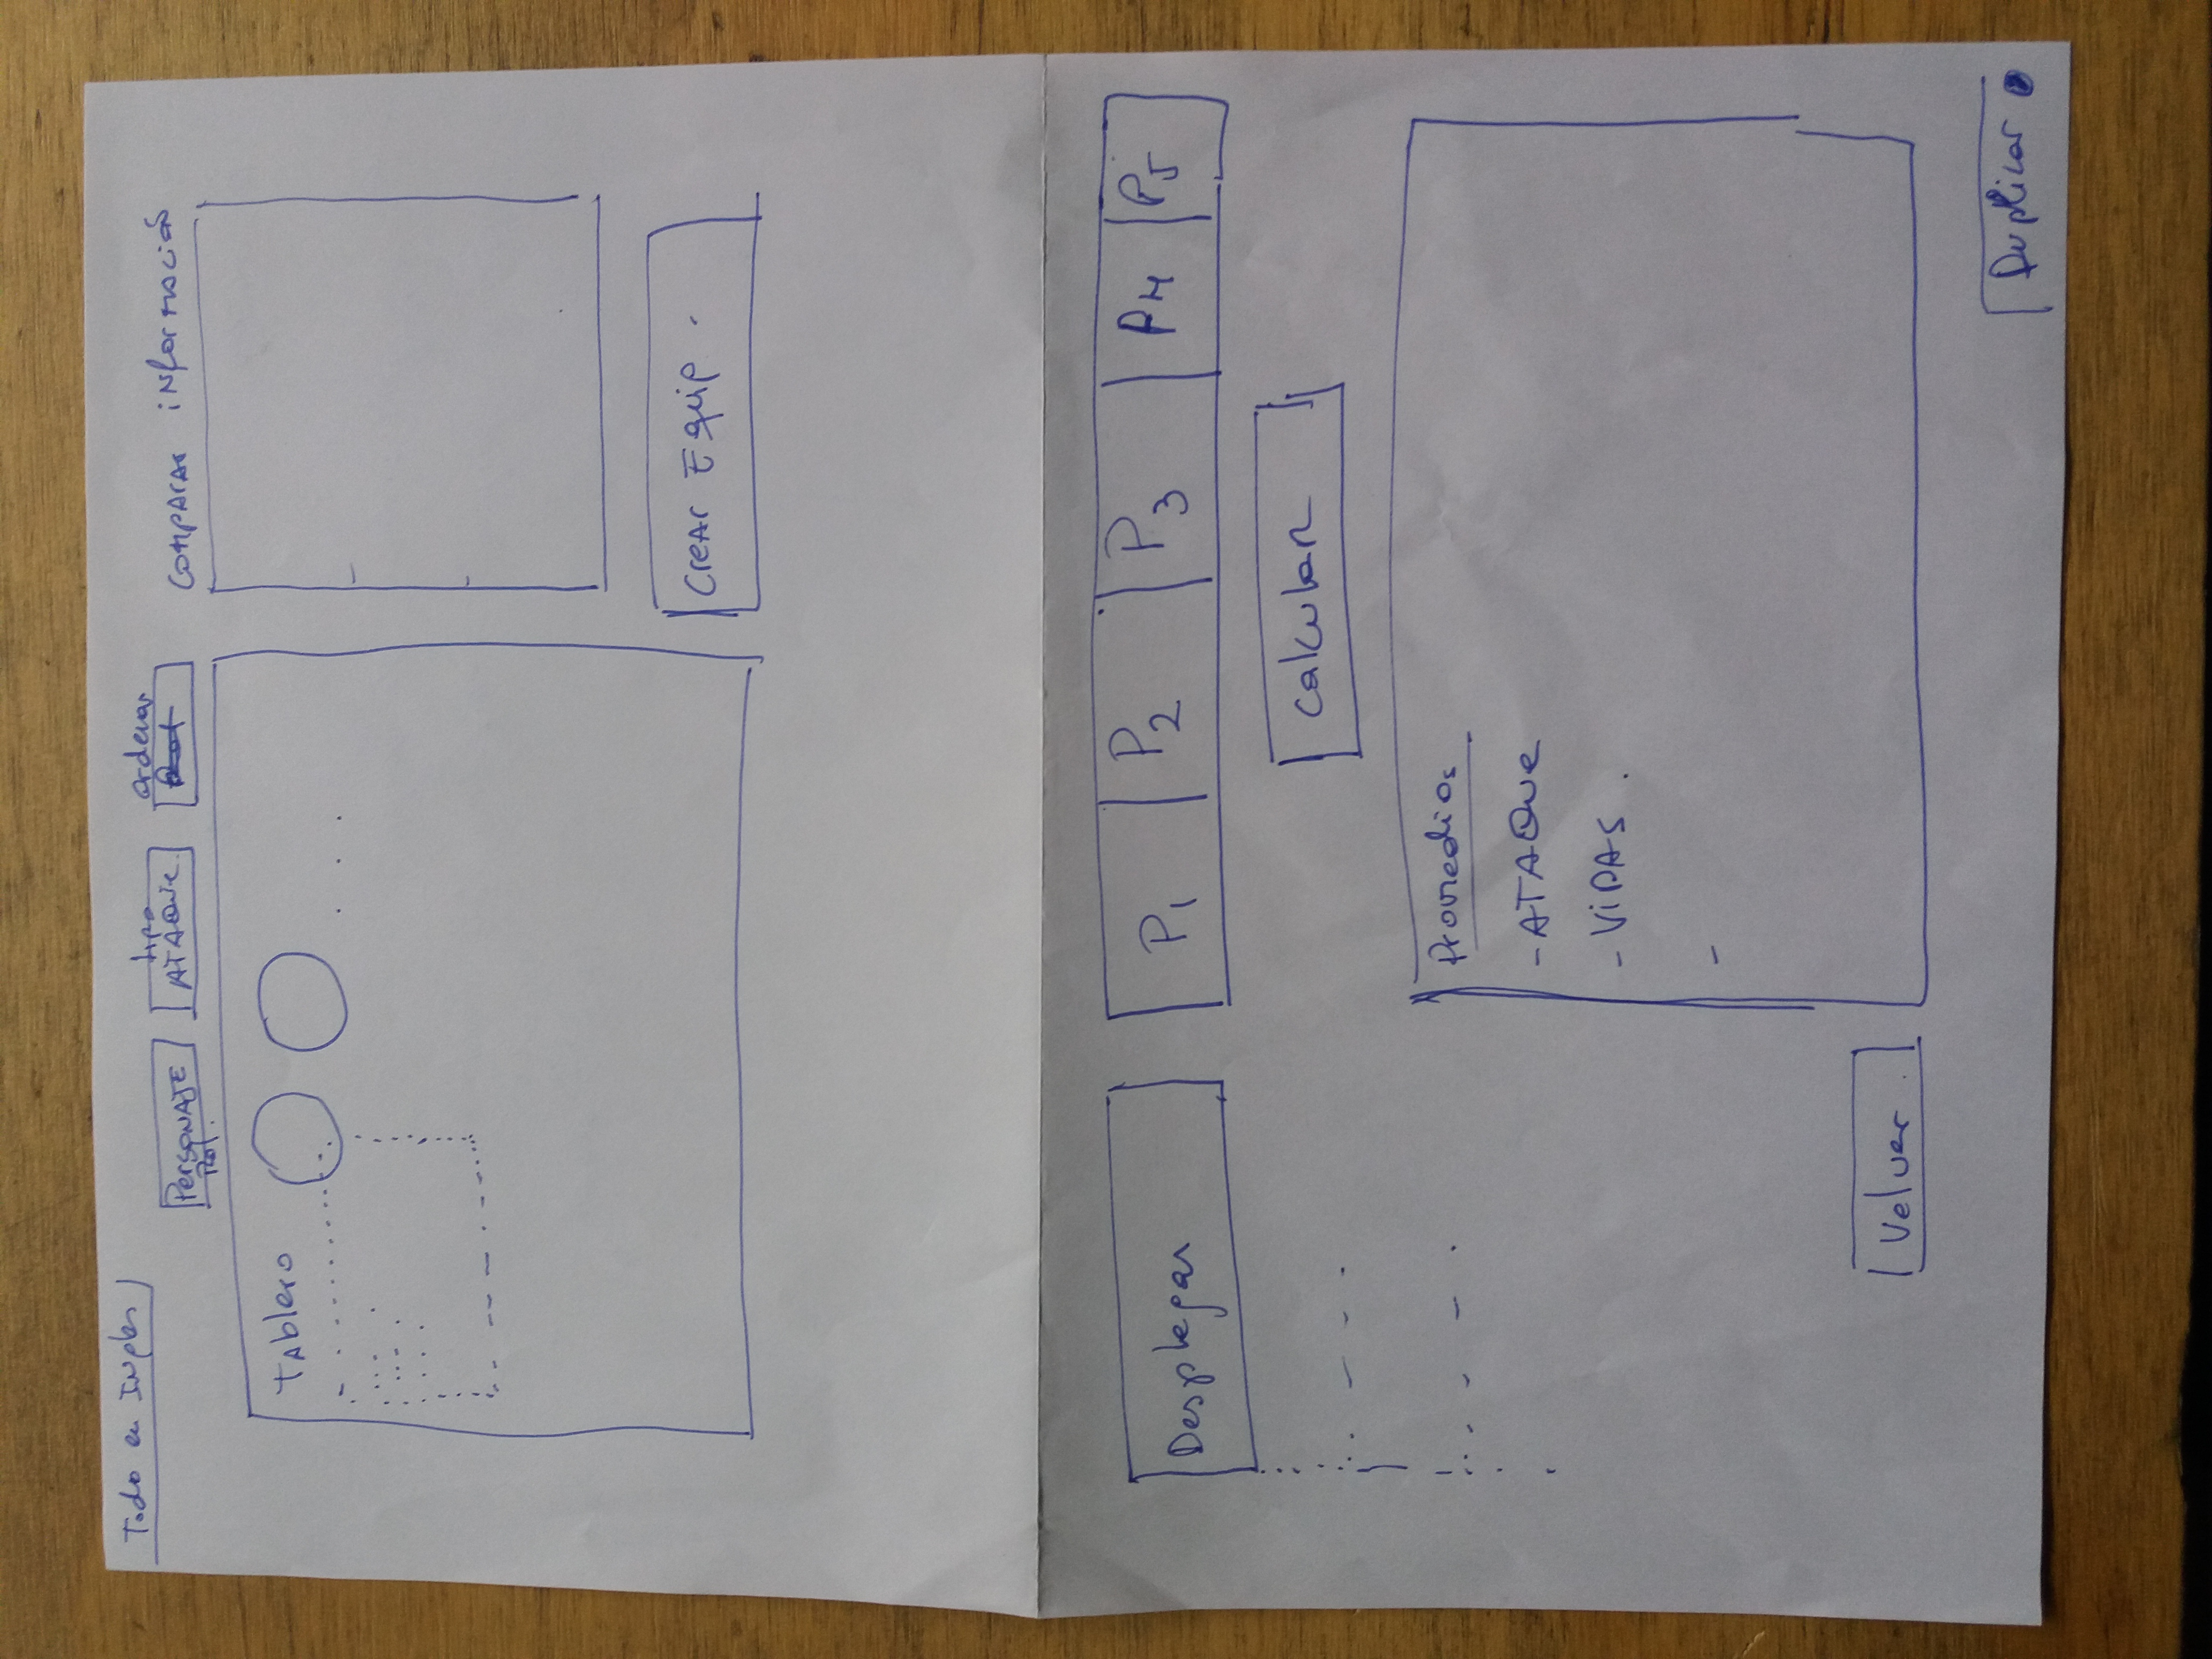 Todo en Ingles
Personaje
Rol.
tipo
ATAQUE
ordenar
Comparar información
Tablero
Crear Equip.
Desplegar
P1 P2 P3 P4 P5
Calcular
Promedios
- ATAQUE
- VIDAS.
-
Volver.
Duplicar